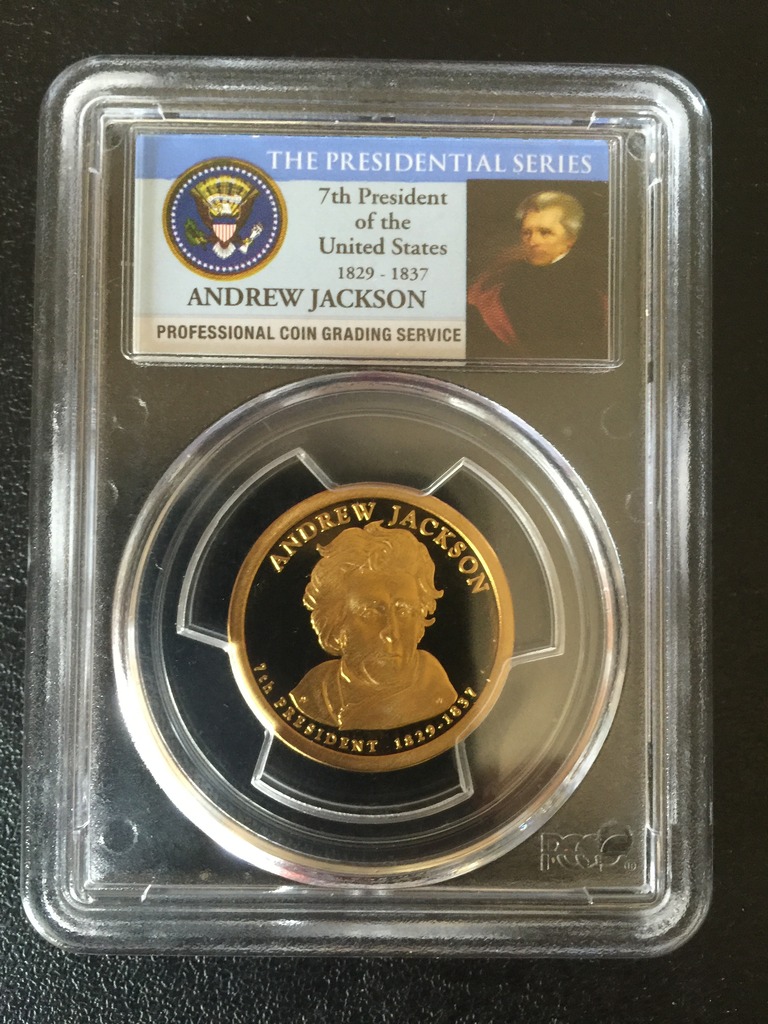 THE PRESIDENTIAL SERIES
7th President
of the
United States
1829 - 1837
ANDREW JACKSON
PROFESSIONAL COIN GRADING SERVICE
ANDREW JACKSON
7th PRESIDENT 1829-1837
PCGS